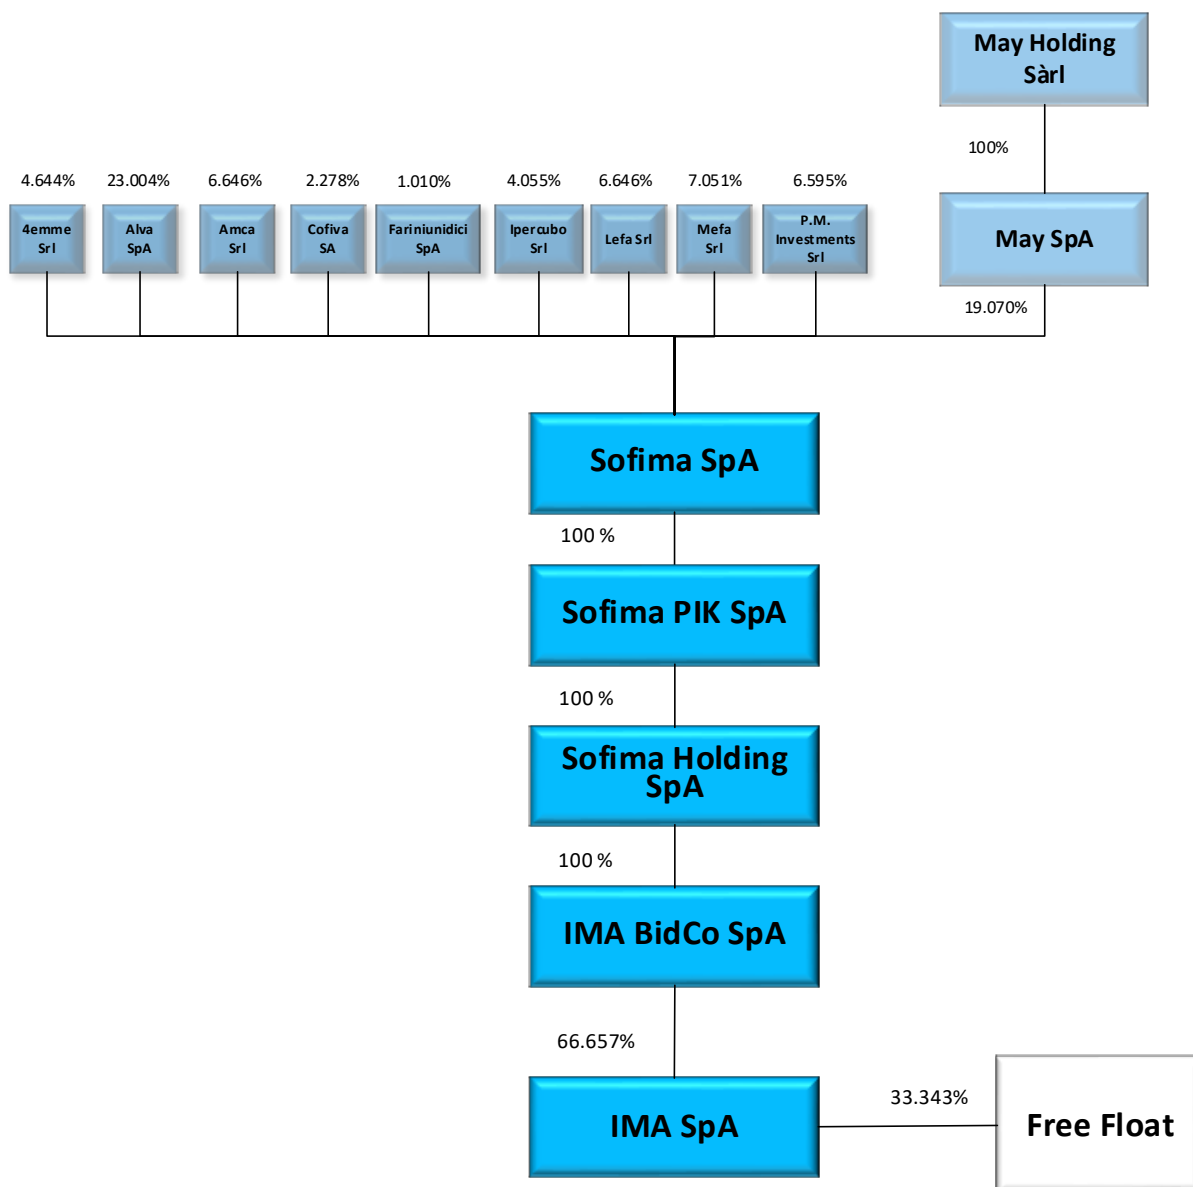 May Holding
Sàrl
100%
4.644%
23.004%
6.646%
2.278%
1.010%
4.055%
6.646%
7.051%
6.595%
4emme
Srl
Alva
SpA
Amca
Srl
Cofiva
SA
Fariniunidici
SpA
Ipercubo
Srl
Lefa Srl
Mefa
Srl
P.M.
Investments
Srl
May SpA
19.070%
Sofima SpA
100 %
Sofima PIK SpA
100 %
Sofima Holding
SpA
100 %
IMA BidCo SpA
66.657%
IMA SpA
33.343%
Free Float